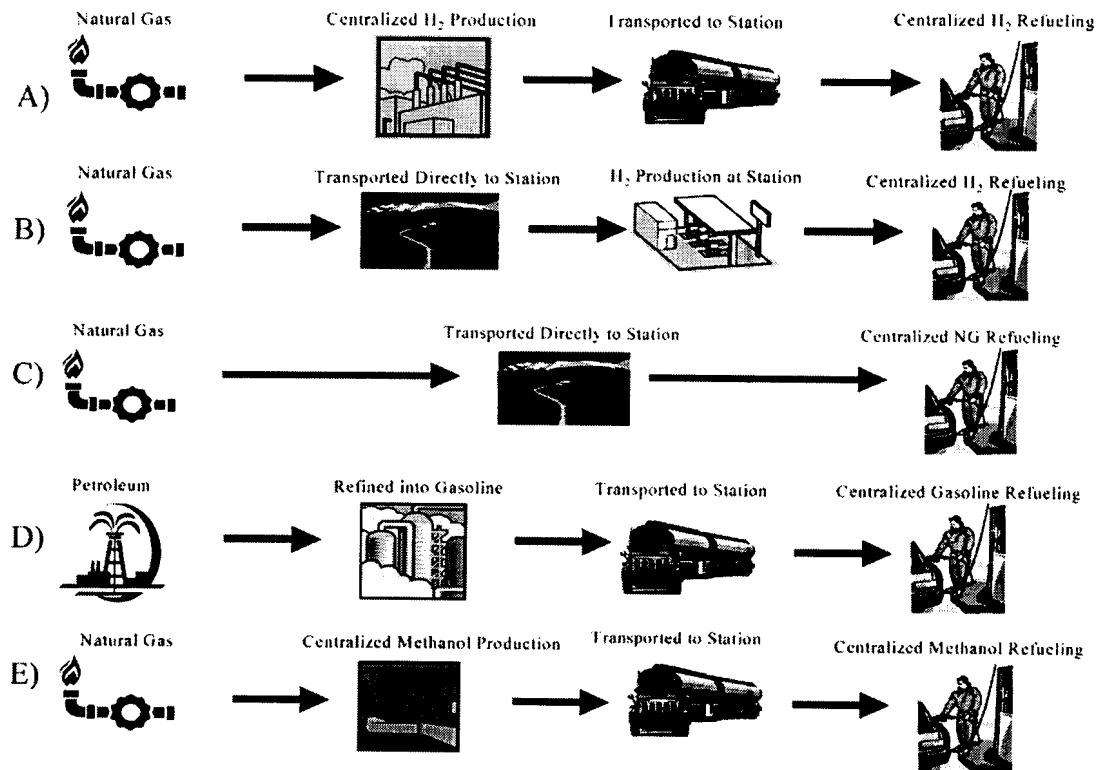 Natural Gas
Centralized H₂ Production
Transported to Station
Centralized H₂ Refueling
A)
Natural Gas
Transported Directly to Station
H₂ Production at Station
Centralized H₂ Refueling
B)
Natural Gas
Transported Directly to Station
Centralized NG Refueling
C)
Petroleum
Refined into Gasoline
Transported to Station
Centralized Gasoline Refueling
D)
Natural Gas
Centralized Methanol Production
Transported to Station
Centralized Methanol Refueling
E)